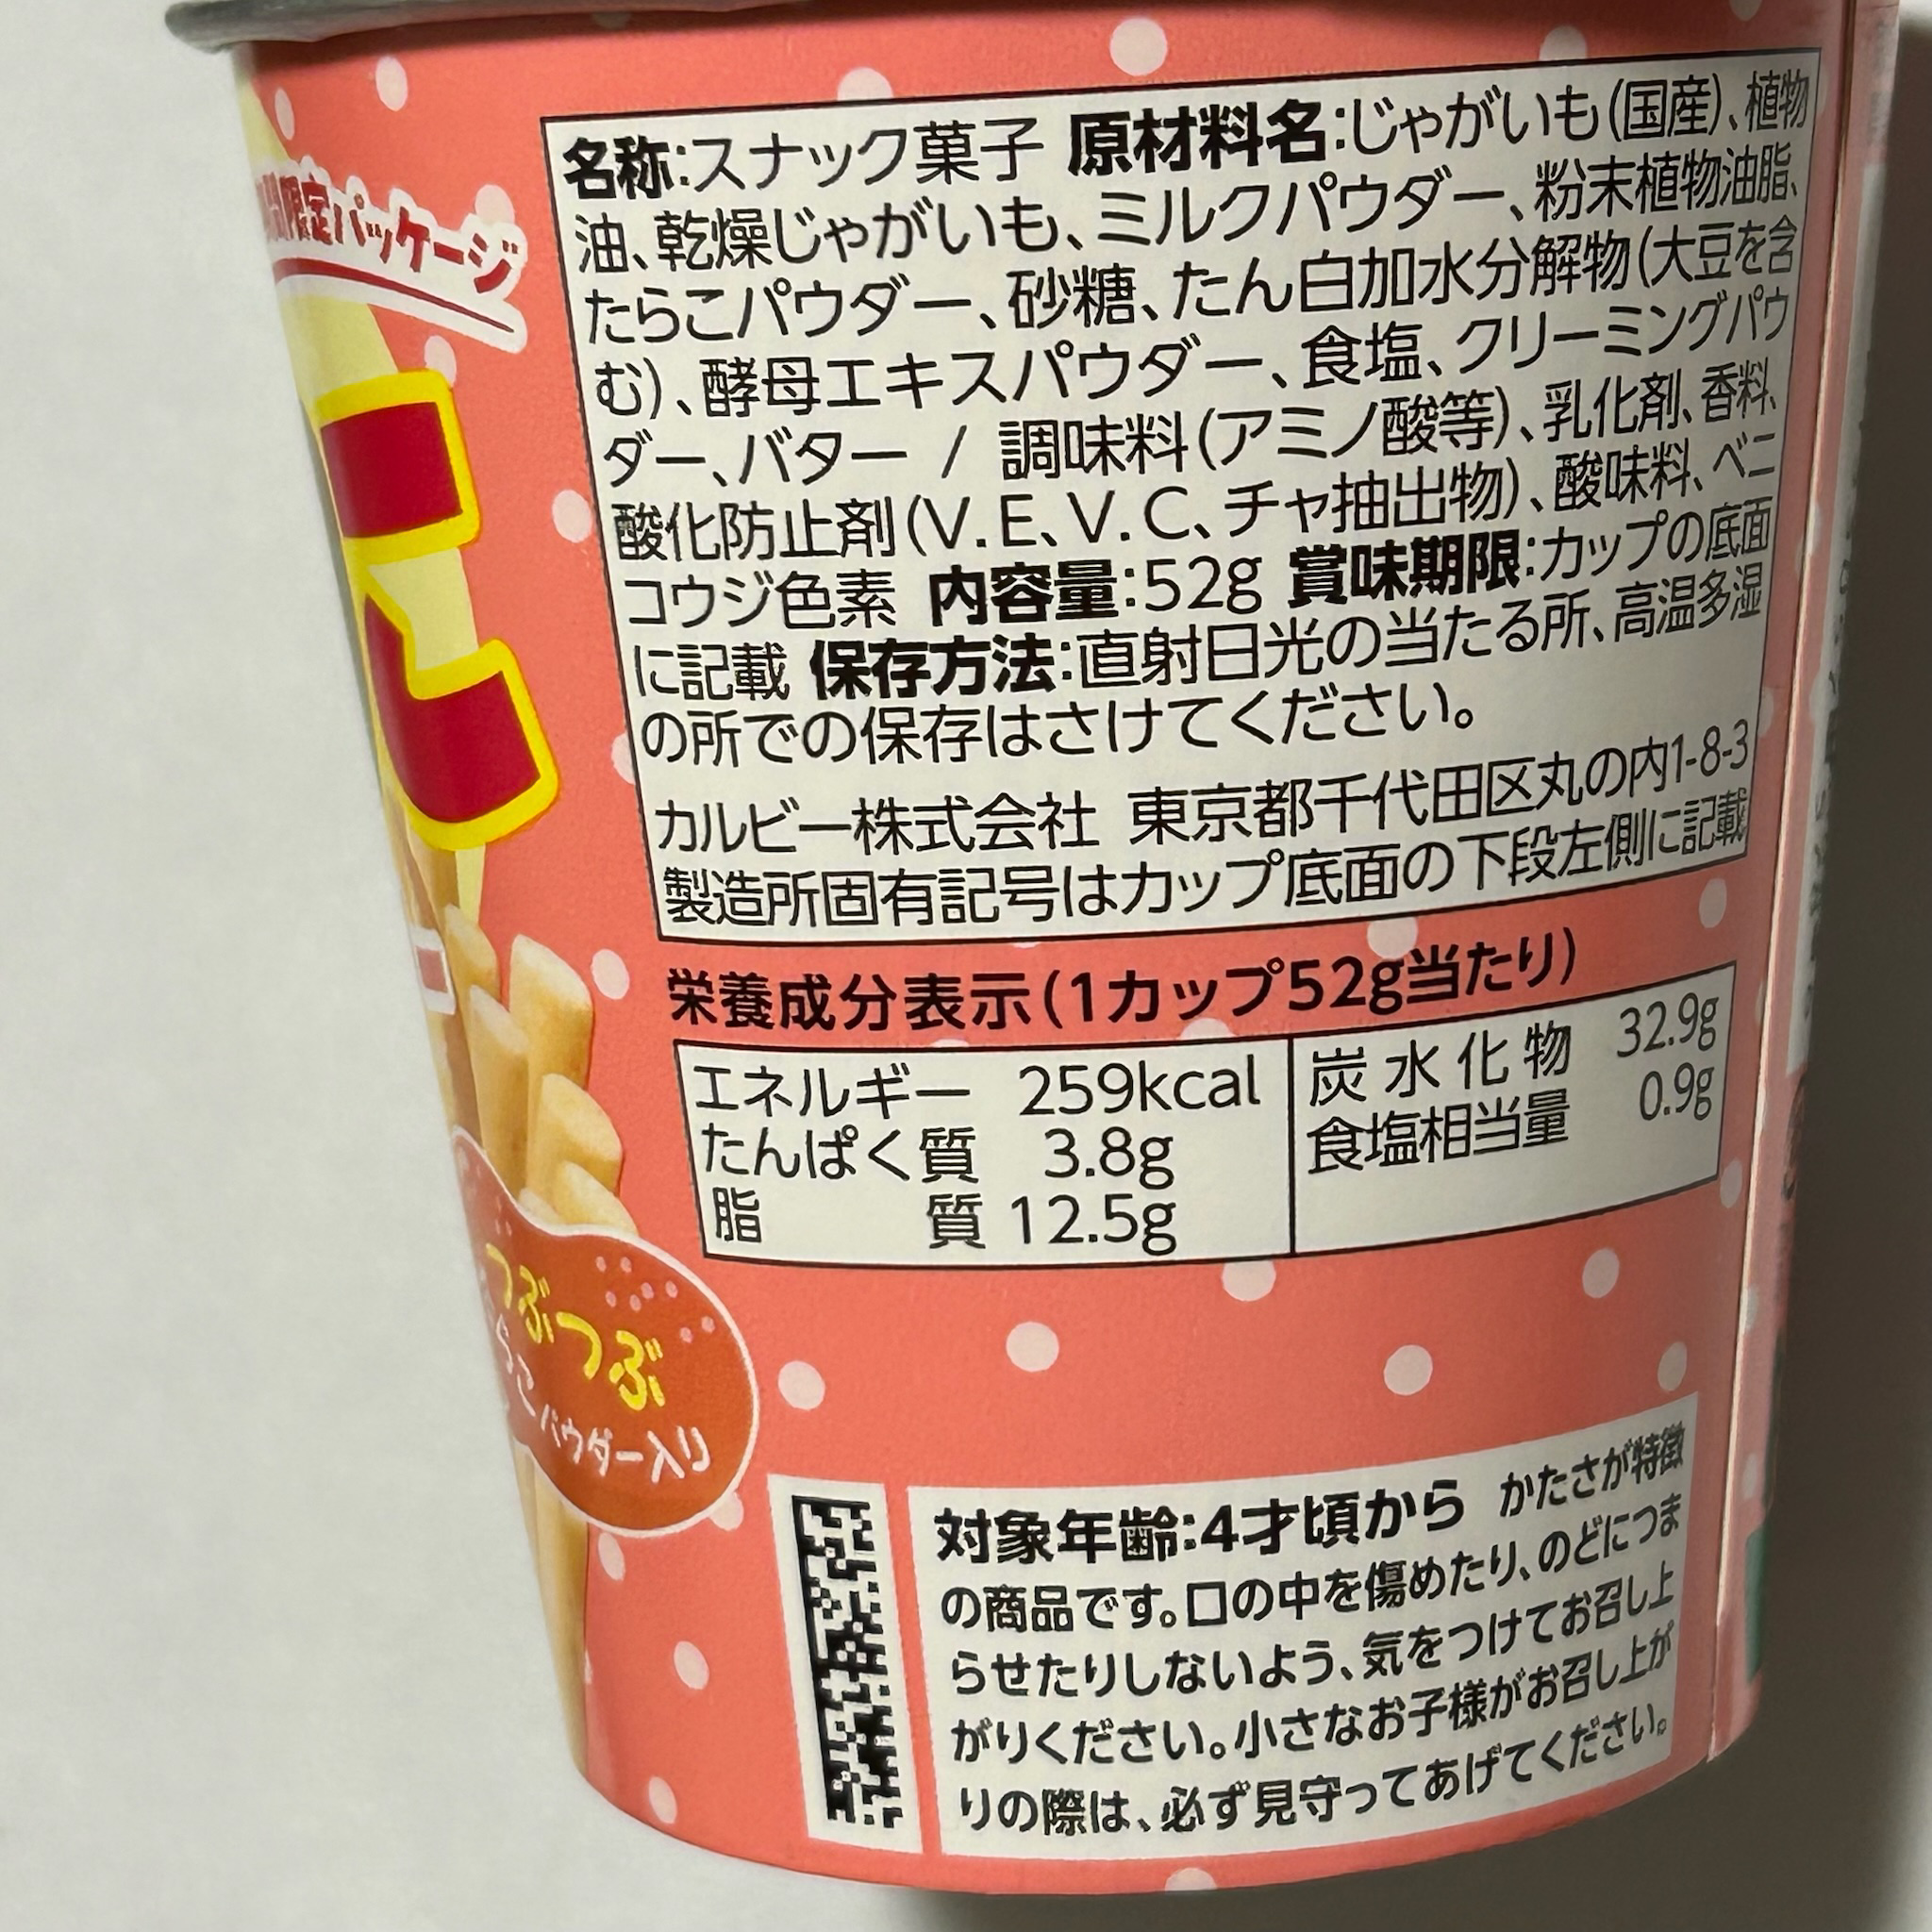 限定パッケージ
名称:スナック菓子 原材料名:じゃがいも(国産)、植物
油、乾燥じゃがいも、ミルクパウダー、粉末植物油脂、
たらこパウダー、砂糖、たん白加水分解物(大豆を含
む)、酵母エキスパウダー、食塩、クリーミングパウ
ダー、バター / 調味料(アミノ酸等)、乳化剤、香料、
酸化防止剤(V.E、V.C、チャ抽出物)、酸味料、ベニ
コウジ色素 内容量:52g 賞味期限:カップの底面
に記載 保存方法:直射日光の当たる所、高温多湿
の所での保存はさけてください。
カルビー株式会社 東京都千代田区丸の内1-8-3
製造所固有記号はカップ底面の下段左側に記載
栄養成分表示(1カップ52g当たり)
エネルギー 259kcal
たんぱく質 3.8g
脂質 12.5g
炭水化物 32.9g
食塩相当量 0.9g
つぶつぶ
らこパウダー入り
対象年齢:4才頃から かたさが特徴
の商品です。口の中を傷めたり、のどにつま
らせたりしないよう、気をつけてお召し上
がりください。小さなお子様がお召し上が
りの際は、必ず見守ってあげてください。